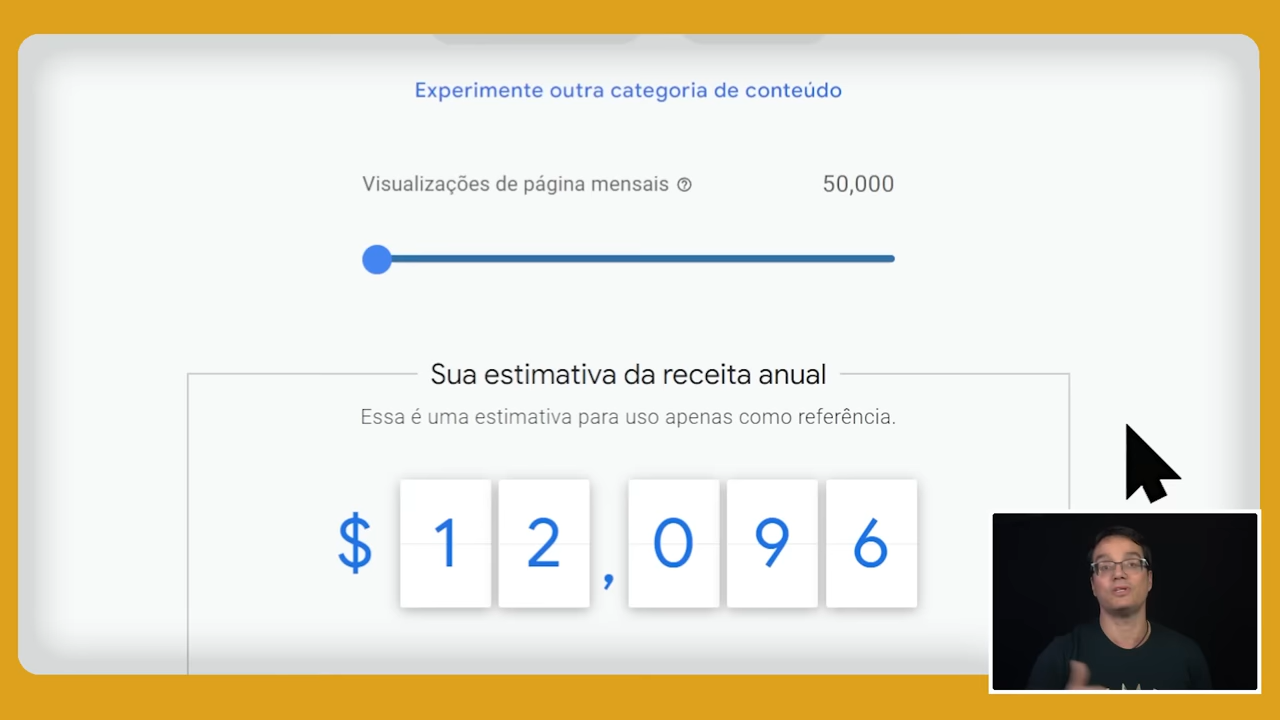 Experimente outra categoria de conteúdo
Visualizações de página mensais 50,000
Sua estimativa da receita anual
Essa é uma estimativa para uso apenas como referência.
$12,096